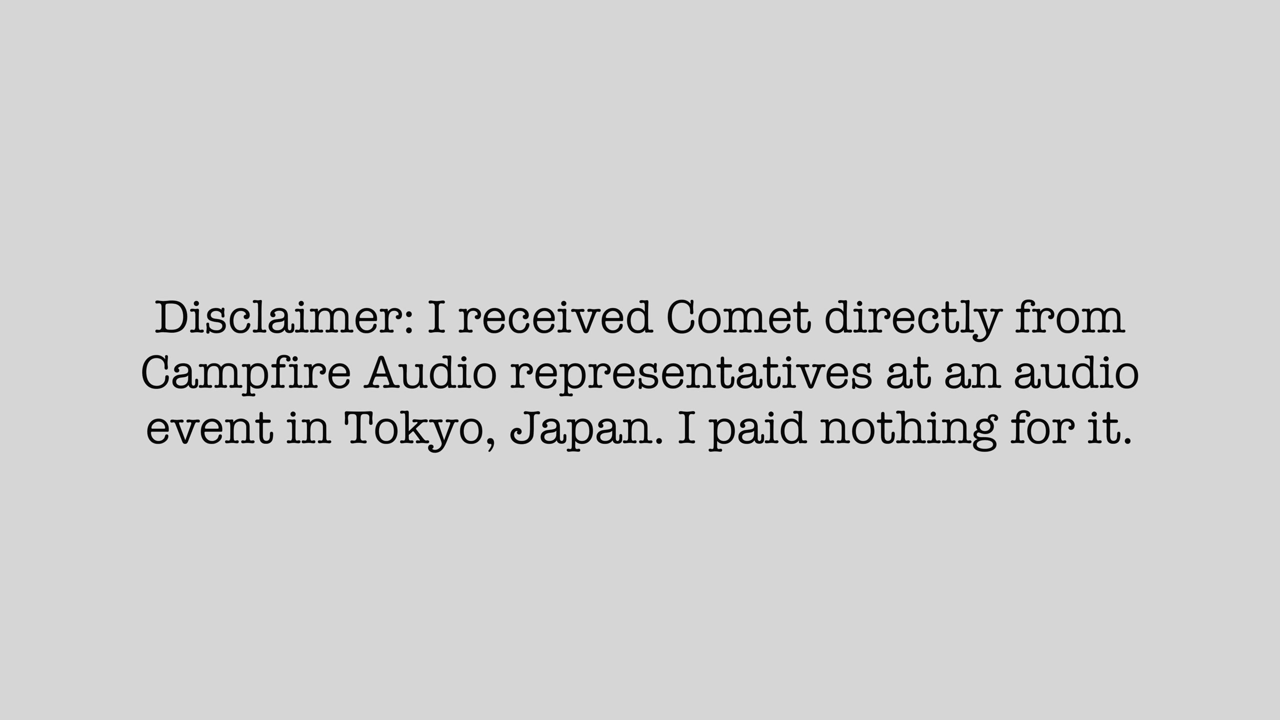 Disclaimer: I received Comet directly from
Campfire Audio representatives at an audio
event in Tokyo, Japan. I paid nothing for it.